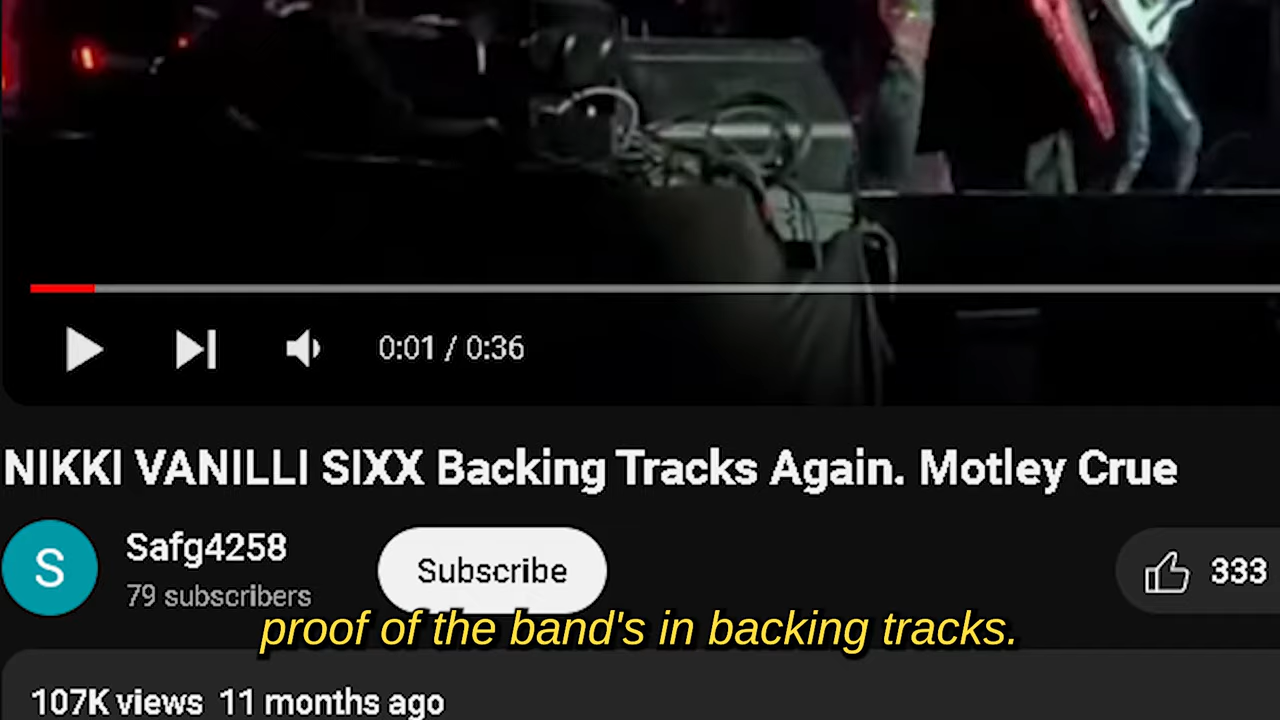 0:01 / 0:36
NIKKI VANILLI SIXX Backing Tracks Again. Motley Crue
S
Safg4258
79 subscribers
Subscribe
333
proof of the band's in backing tracks.
107K views 11 months ago